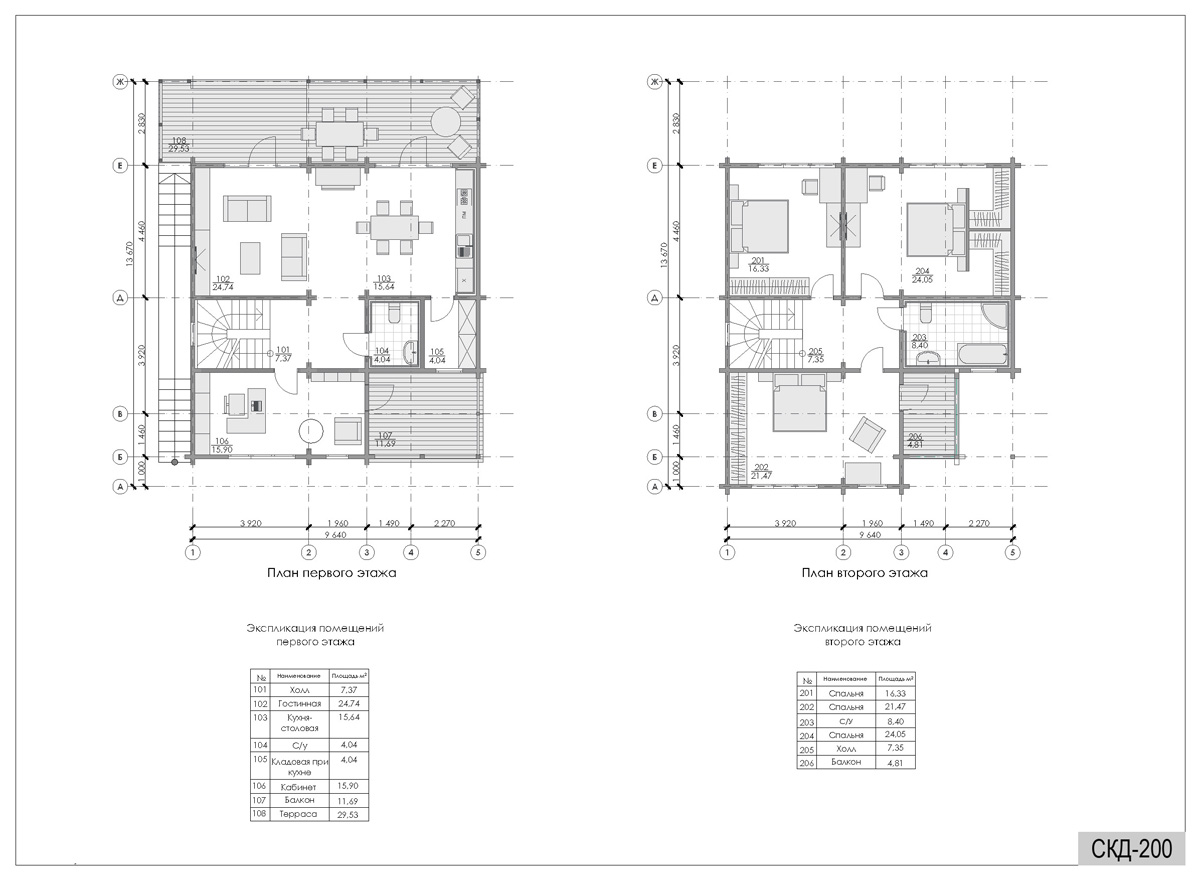 Ж
Е
Д
В
Б
А
2 830
4 460
3 920
1 460
1 000
13 670
108
29,53
102
24,74
103
15,64
ПМ
Х
101
7,37
104
4,04
105
4,04
106
15,90
107
11,69
3 920 1 960 1 490 2 270
9 640
1 2 3 4 5
План первого этажа
Ж
Е
Д
В
Б
А
2 830
4 460
3 920
1 460
1 000
13 670
201
16,33
204
24,05
203
8,40
205
7,35
202
21,47
206
4,81
3 920 1 960 1 490 2 270
9 640
1 2 3 4 5
План второго этажа
Экспликация помещений
первого этажа
№ Наименование Площадь м²
101 Холл 7,37
102 Гостинная 24,74
103 Кухня- 15,64
столовая
104 С/у 4,04
105 Кладовая при 4,04
кухне
106 Кабинет 15,90
107 Балкон 11,69
108 Терраса 29,53
Экспликация помещений
второго этажа
№ Наименование Площадь м²
201 Спальня 16,33
202 Спальня 21,47
203 С/У 8,40
204 Спальня 24,05
205 Холл 7,35
206 Балкон 4,81
СКД-200